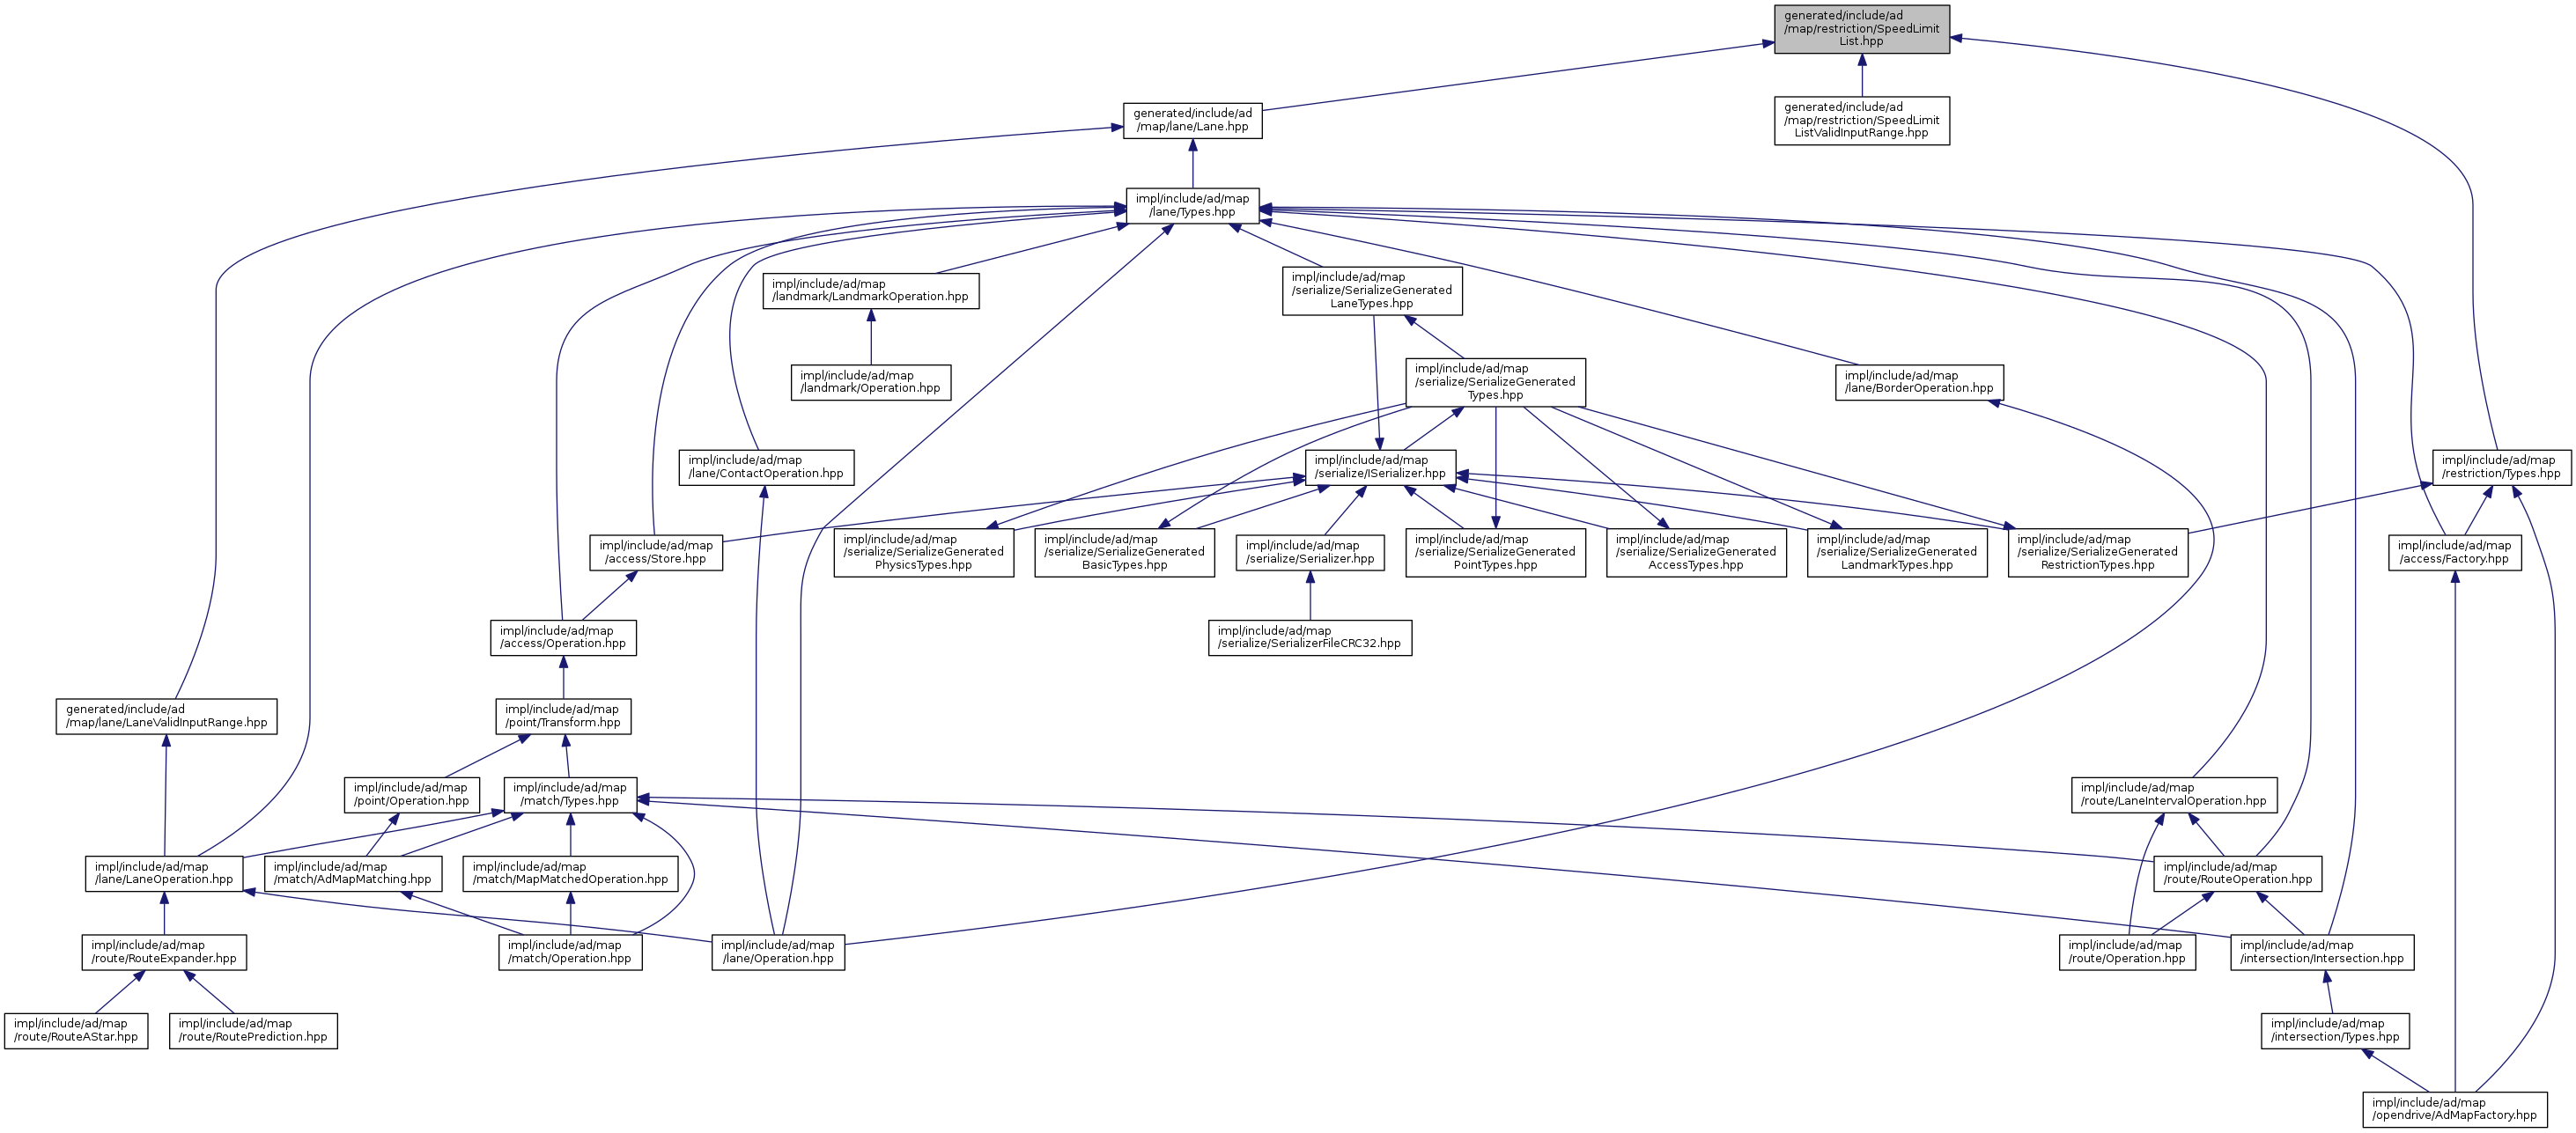 generated/include/ad
/map/restriction/SpeedLimit
List.hpp
generated/include/ad
/map/lane/Lane.hpp
generated/include/ad
/map/restriction/SpeedLimit
ListValidInputRange.hpp
impl/include/ad/map
/lane/Types.hpp
impl/include/ad/map
/landmark/LandmarkOperation.hpp
impl/include/ad/map
/serialize/SerializeGenerated
LaneTypes.hpp
impl/include/ad/map
/landmark/Operation.hpp
impl/include/ad/map
/serialize/SerializeGenerated
Types.hpp
impl/include/ad/map
/lane/BorderOperation.hpp
impl/include/ad/map
/lane/ContactOperation.hpp
impl/include/ad/map
/serialize/ISerializer.hpp
impl/include/ad/map
/restriction/Types.hpp
impl/include/ad/map
/access/Store.hpp
impl/include/ad/map
/serialize/SerializeGenerated
PhysicsTypes.hpp
impl/include/ad/map
/serialize/SerializeGenerated
BasicTypes.hpp
impl/include/ad/map
/serialize/Serializer.hpp
impl/include/ad/map
/serialize/SerializeGenerated
PointTypes.hpp
impl/include/ad/map
/serialize/SerializeGenerated
AccessTypes.hpp
impl/include/ad/map
/serialize/SerializeGenerated
LandmarkTypes.hpp
impl/include/ad/map
/serialize/SerializeGenerated
RestrictionTypes.hpp
impl/include/ad/map
/access/Factory.hpp
impl/include/ad/map
/access/Operation.hpp
impl/include/ad/map
/serialize/SerializerFileCRC32.hpp
generated/include/ad
/map/lane/LaneValidInputRange.hpp
impl/include/ad/map
/point/Transform.hpp
impl/include/ad/map
/point/Operation.hpp
impl/include/ad/map
/match/Types.hpp
impl/include/ad/map
/route/LaneIntervalOperation.hpp
impl/include/ad/map
/lane/LaneOperation.hpp
impl/include/ad/map
/match/AdMapMatching.hpp
impl/include/ad/map
/match/MapMatchedOperation.hpp
impl/include/ad/map
/route/RouteOperation.hpp
impl/include/ad/map
/route/RouteExpander.hpp
impl/include/ad/map
/match/Operation.hpp
impl/include/ad/map
/lane/Operation.hpp
impl/include/ad/map
/route/Operation.hpp
impl/include/ad/map
/intersection/Intersection.hpp
impl/include/ad/map
/route/RouteAStar.hpp
impl/include/ad/map
/route/RoutePrediction.hpp
impl/include/ad/map
/intersection/Types.hpp
impl/include/ad/map
/opendrive/AdMapFactory.hpp